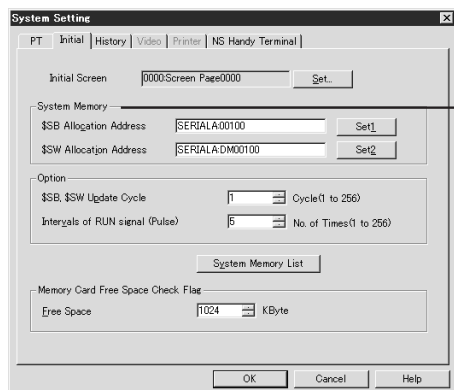 System Setting
PT Initial History Video Printer NS Handy Terminal
Initial Screen 0000:Screen Page0000 Set...
System Memory
$SB Allocation Address SERIALA:00100 Set1
$SW Allocation Address SERIALA:DM00100 Set2
Option
$SB, $SW Update Cycle 1 Cycle(1 to 256)
Intervals of RUN signal (Pulse) 5 No. of Times(1 to 256)
System Memory List
Memory Card Free Space Check Flag
Free Space 1024 KByte
OK Cancel Help